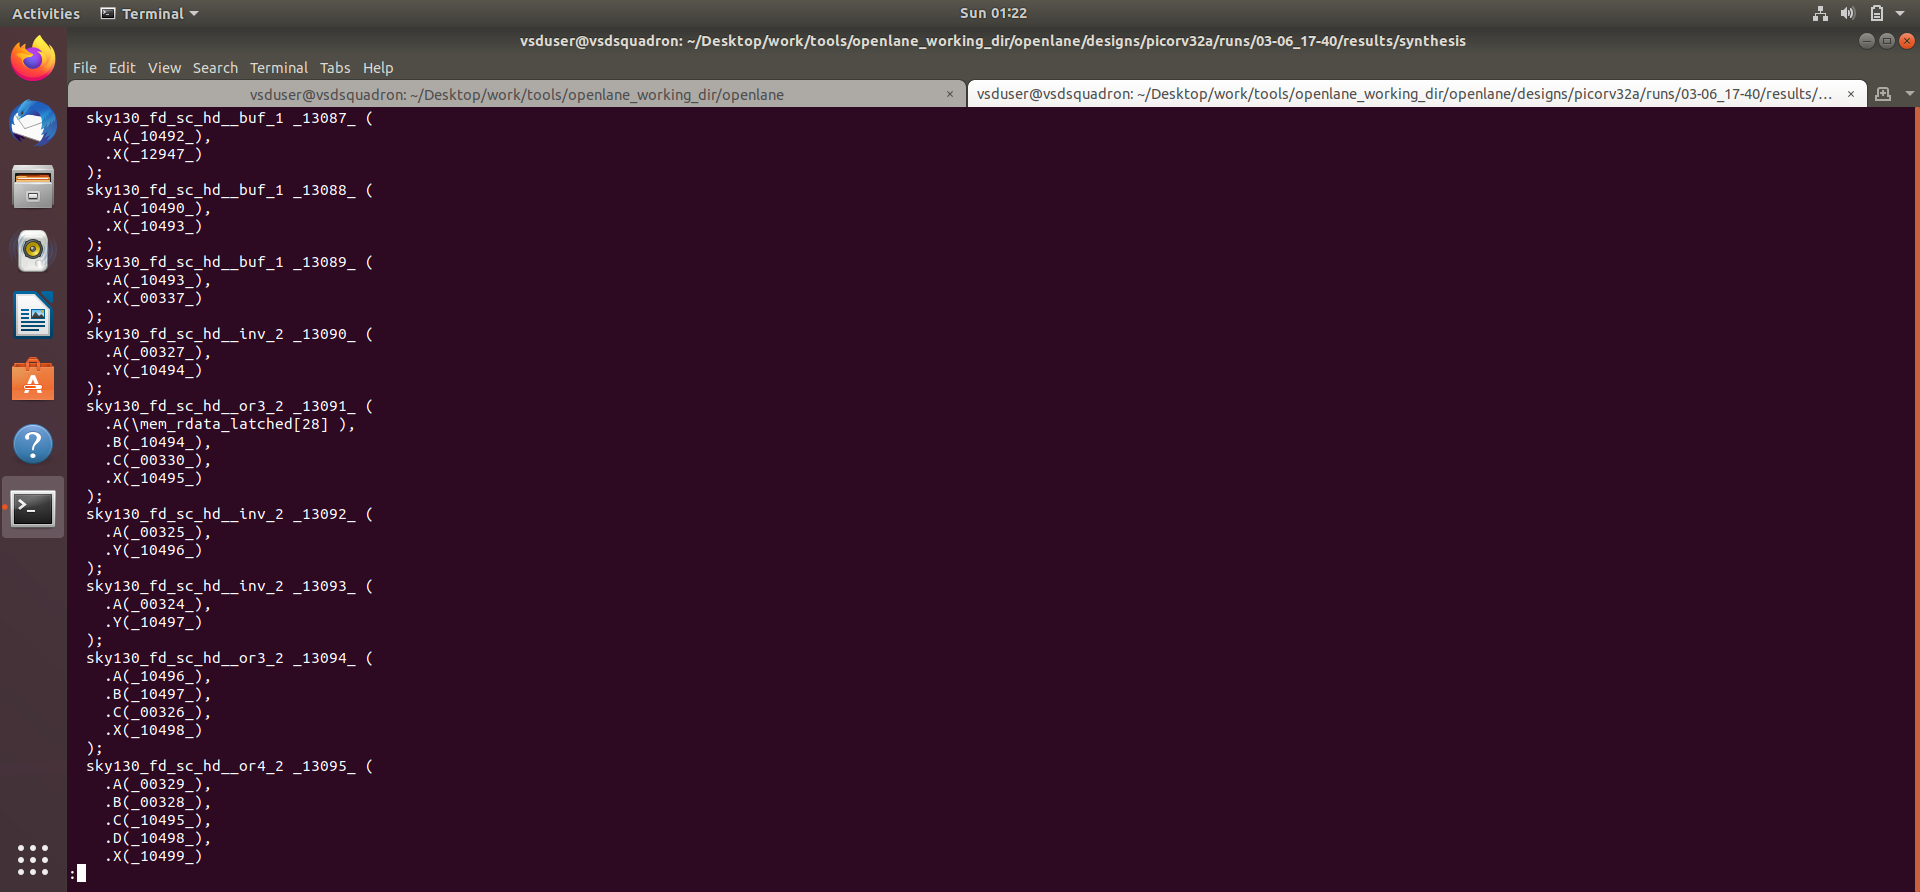 Activities
Terminal
Sun 01:22
vsduser@vsdsquadron: ~/Desktop/work/tools/openlane_working_dir/openlane/designs/picorv32a/runs/03-06_17-40/results/synthesis
File Edit View Search Terminal Tabs Help
vsduser@vsdsquadron: ~/Desktop/work/tools/openlane_working_dir/openlane
vsduser@vsdsquadron: ~/Desktop/work/tools/openlane_working_dir/openlane/designs/picorv32a/runs/03-06_17-40/results/...
sky130_fd_sc_hd__buf_1 _13087_ (
.A(_10492_),
.X(_12947_)
);
sky130_fd_sc_hd__buf_1 _13088_ (
.A(_10490_),
.X(_10493_)
);
sky130_fd_sc_hd__buf_1 _13089_ (
.A(_10493_),
.X(_00337_)
);
sky130_fd_sc_hd__inv_2 _13090_ (
.A(_00327_),
.Y(_10494_)
);
sky130_fd_sc_hd__or3_2 _13091_ (
.A(\mem_rdata_latched[28] ),
.B(_10494_),
.C(_00330_),
.X(_10495_)
);
sky130_fd_sc_hd__inv_2 _13092_ (
.A(_00325_),
.Y(_10496_)
);
sky130_fd_sc_hd__inv_2 _13093_ (
.A(_00324_),
.Y(_10497_)
);
sky130_fd_sc_hd__or3_2 _13094_ (
.A(_10496_),
.B(_10497_),
.C(_00326_),
.X(_10498_)
);
sky130_fd_sc_hd__or4_2 _13095_ (
.A(_00329_),
.B(_00328_),
.C(_10495_),
.D(_10498_),
.X(_10499_)
: